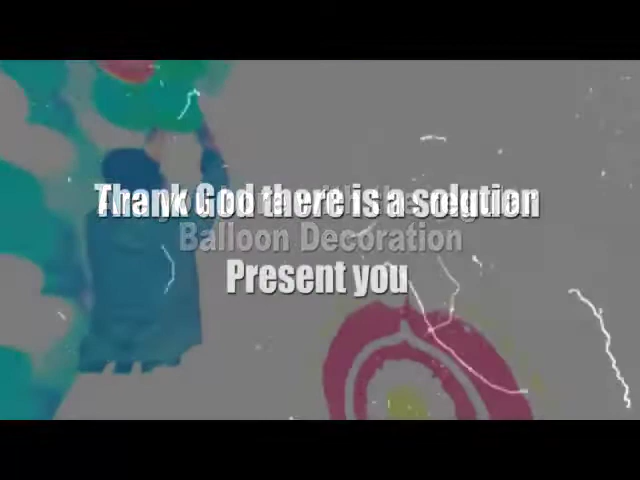 Thank God there is a solution
Balloon Decoration
Present you